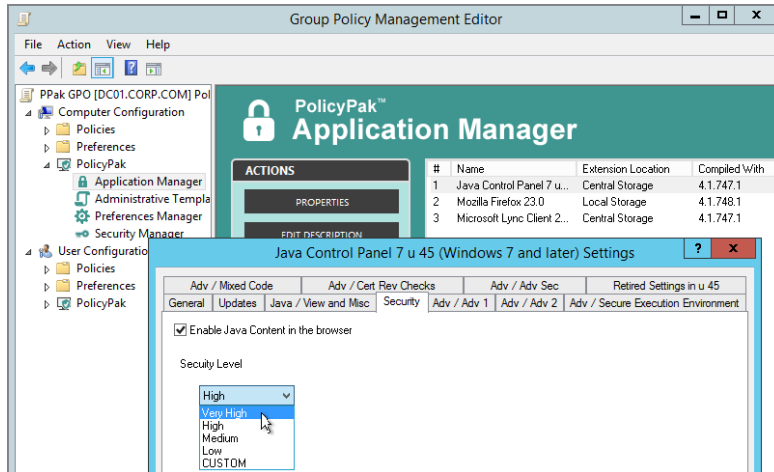 Group Policy Management Editor
File Action View Help
PPak GPO [DC01.CORP.COM] Pol
Computer Configuration
Policies
Preferences
PolicyPak
Application Manager
Administrative Templa
Preferences Manager
Security Manager
User Configuratio
Policies
Preferences
PolicyPak
PolicyPak™
Application Manager
ACTIONS
PROPERTIES
EDIT DESCRIPTION
# Name Extension Location Compiled With
1 Java Control Panel 7 u... Central Storage 4.1.747.1
2 Mozilla Firefox 23.0 Local Storage 4.1.748.1
3 Microsoft Lync Client 2... Central Storage 4.1.747.1
Java Control Panel 7 u 45 (Windows 7 and later) Settings ? x
Adv / Mixed Code Adv / Cert Rev Checks Adv / Adv Sec Retired Settings in u 45
General Updates Java / View and Misc Security Adv / Adv 1 Adv / Adv 2 Adv / Secure Execution Environment
Enable Java Content in the browser
Secuity Level
High
Very High
High
Medium
Low
CUSTOM